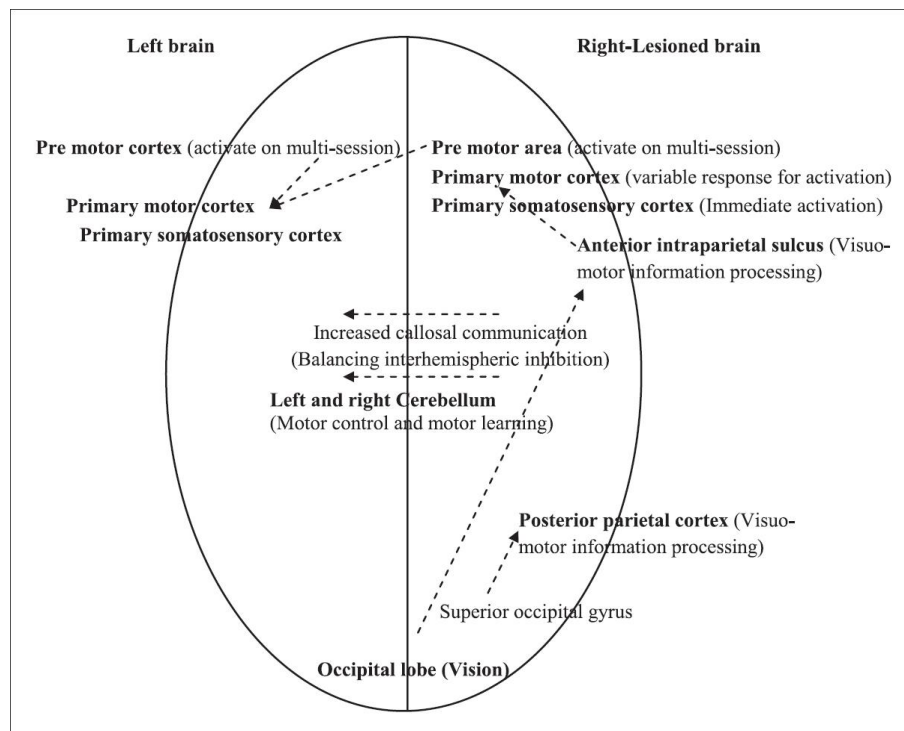 Left brain
Right-Lesioned brain
Pre motor cortex (activate on multi-session)
Pre motor area (activate on multi-session)
Primary motor cortex (variable response for activation)
Primary motor cortex
Primary somatosensory cortex (Immediate activation)
Primary somatosensory cortex
Anterior intraparietal sulcus (Visuo-
motor information processing)
Increased callosal communication
(Balancing interhemispheric inhibition)
Left and right Cerebellum
(Motor control and motor learning)
Posterior parietal cortex (Visuo-
motor information processing)
Superior occipital gyrus
Occipital lobe (Vision)